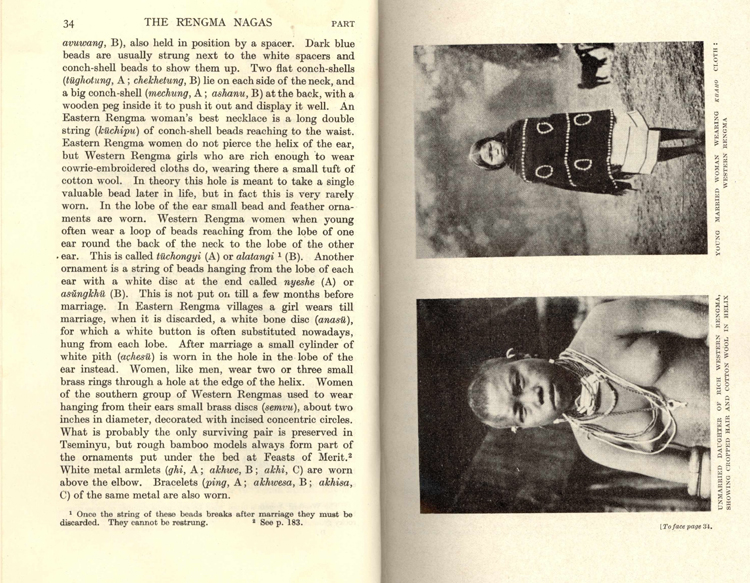 34 THE RENGMA NAGAS PART
avuwang, B), also held in position by a spacer. Dark blue
beads are usually strung next to the white spacers and
conch-shell beads to show them up. Two flat conch-shells
(tüghotung, A ; chekhetung, B) lie on each side of the neck, and
a big conch-shell (mechung, A ; ashanu, B) at the back, with a
wooden peg inside it to push it out and display it well. An
Eastern Rengma woman's best necklace is a long double
string (küchipu) of conch-shell beads reaching to the waist.
Eastern Rengma women do not pierce the helix of the ear,
but Western Rengma girls who are rich enough to wear
cowrie-embroidered cloths do, wearing there a small tuft of
cotton wool. In theory this hole is meant to take a single
valuable bead later in life, but in fact this is very rarely
worn. In the lobe of the ear small bead and feather orna-
ments are worn. Western Rengma women when young
often wear a loop of beads reaching from the lobe of one
ear round the back of the neck to the lobe of the other
ear. This is called tüchongyi (A) or alatangi ¹ (B). Another
ornament is a string of beads hanging from the lobe of each
ear with a white disc at the end called nyeshe (A) or
asüngkhü (B). This is not put on till a few months before
marriage. In Eastern Rengma villages a girl wears till
marriage, when it is discarded, a white bone disc (anasü),
for which a white button is often substituted nowadays,
hung from each lobe. After marriage a small cylinder of
white pith (açhesü) is worn in the hole in the lobe of the
ear instead. Women, like men, wear two or three small
brass rings through a hole at the edge of the helix. Women
of the southern group of Western Rengmas used to wear
hanging from their ears small brass discs (semvu), about two
inches in diameter, decorated with incised concentric circles.
What is probably the only surviving pair is preserved in
Tseminyu, but rough bamboo models always form part of
the ornaments put under the bed at Feasts of Merit.²
White metal armlets (ghi, A ; akhwe, B ; akhi, C) are worn
above the elbow. Bracelets (ping, A ; akhwesa, B ; akhisa,
C) of the same metal are also worn.
¹ Once the string of these beads breaks after marriage they must be
discarded. They cannot be restrung. ² See p. 183.
YOUNG MARRIED WOMAN WEARING CLOTH :
WESTERN RENGMA
UNMARRIED DAUGHTER OF RICH WESTERN RENGMA,
SHOWING CROPPED HAIR AND COTTON WOOL IN HELIX
[To face page 34.